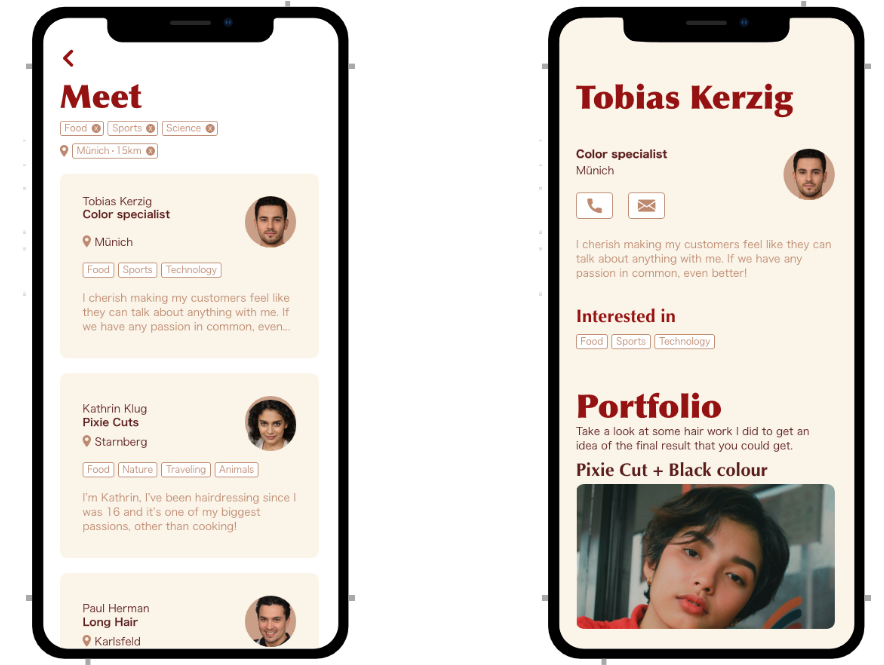 Meet
Food x Sports x Science x
Münich · 15km x
Tobias Kerzig
Color specialist
Münich
Food Sports Technology
I cherish making my customers feel like
they can talk about anything with me. If
we have any passion in common, even...
Kathrin Klug
Pixie Cuts
Starnberg
Food Nature Traveling Animals
I'm Kathrin, I've been hairdressing since I
was 16 and it's one of my biggest
passions, other than cooking!
Paul Herman
Long Hair
Karlsfeld
Tobias Kerzig
Color specialist
Münich
I cherish making my customers feel like they can
talk about anything with me. If we have any
passion in common, even better!
Interested in
Food Sports Technology
Portfolio
Take a look at some hair work I did to get an
idea of the final result that you could get.
Pixie Cut + Black colour